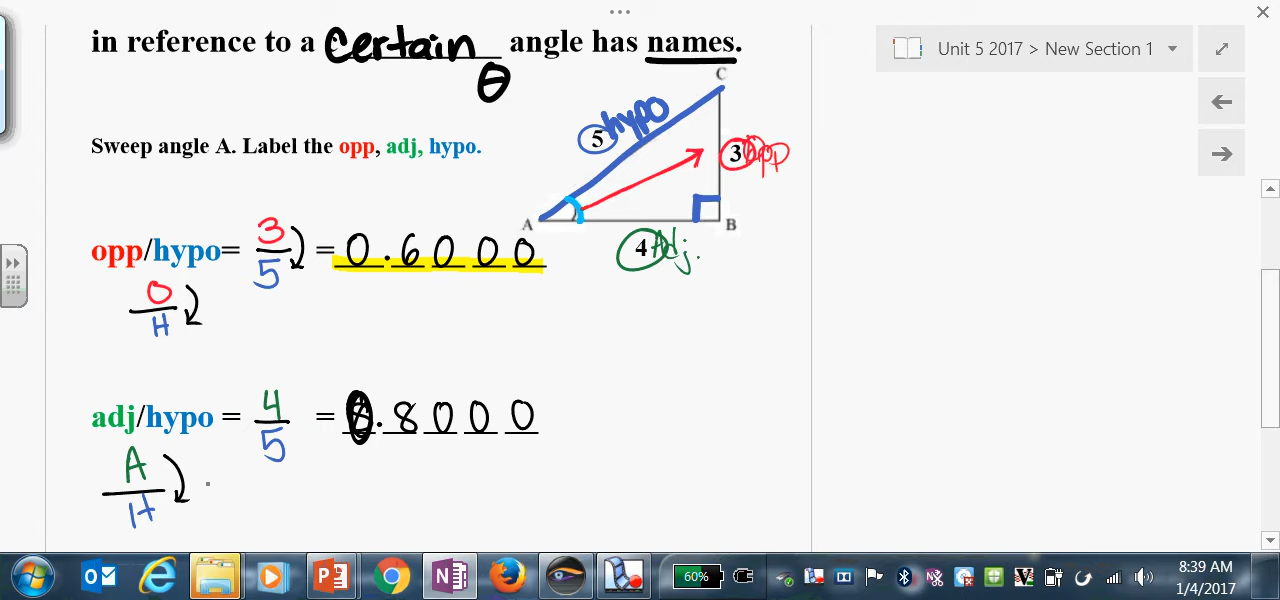 in reference to a certain angle has names.
θ
Unit 5 2017 > New Section 1
C
5 hypo
Sweep angle A. Label the opp, adj, hypo.
3 opp
A
B
4 Adj.
opp/hypo= 3/5 = 0.6000
O/H
adj/hypo = 4/5 = 0.8000
A/H
60%
8:39 AM
1/4/2017